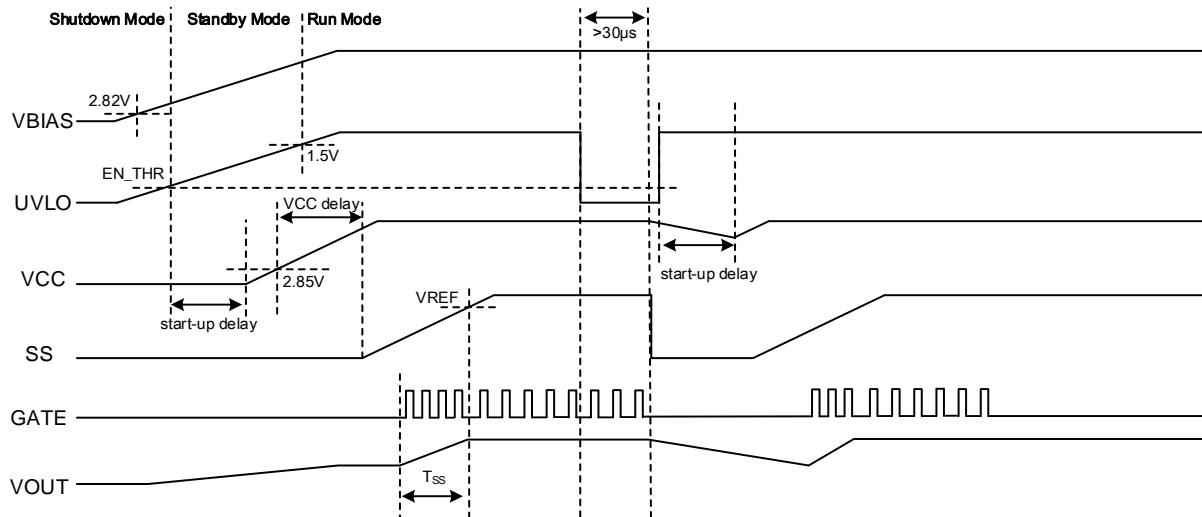 Shutdown Mode Standby Mode Run Mode
>30µs
2.82V
VBIAS
1.5V
EN_THR
UVLO
VCC delay
VCC
2.85V
start-up delay
start-up delay
VREF
SS
GATE
VOUT
TSS